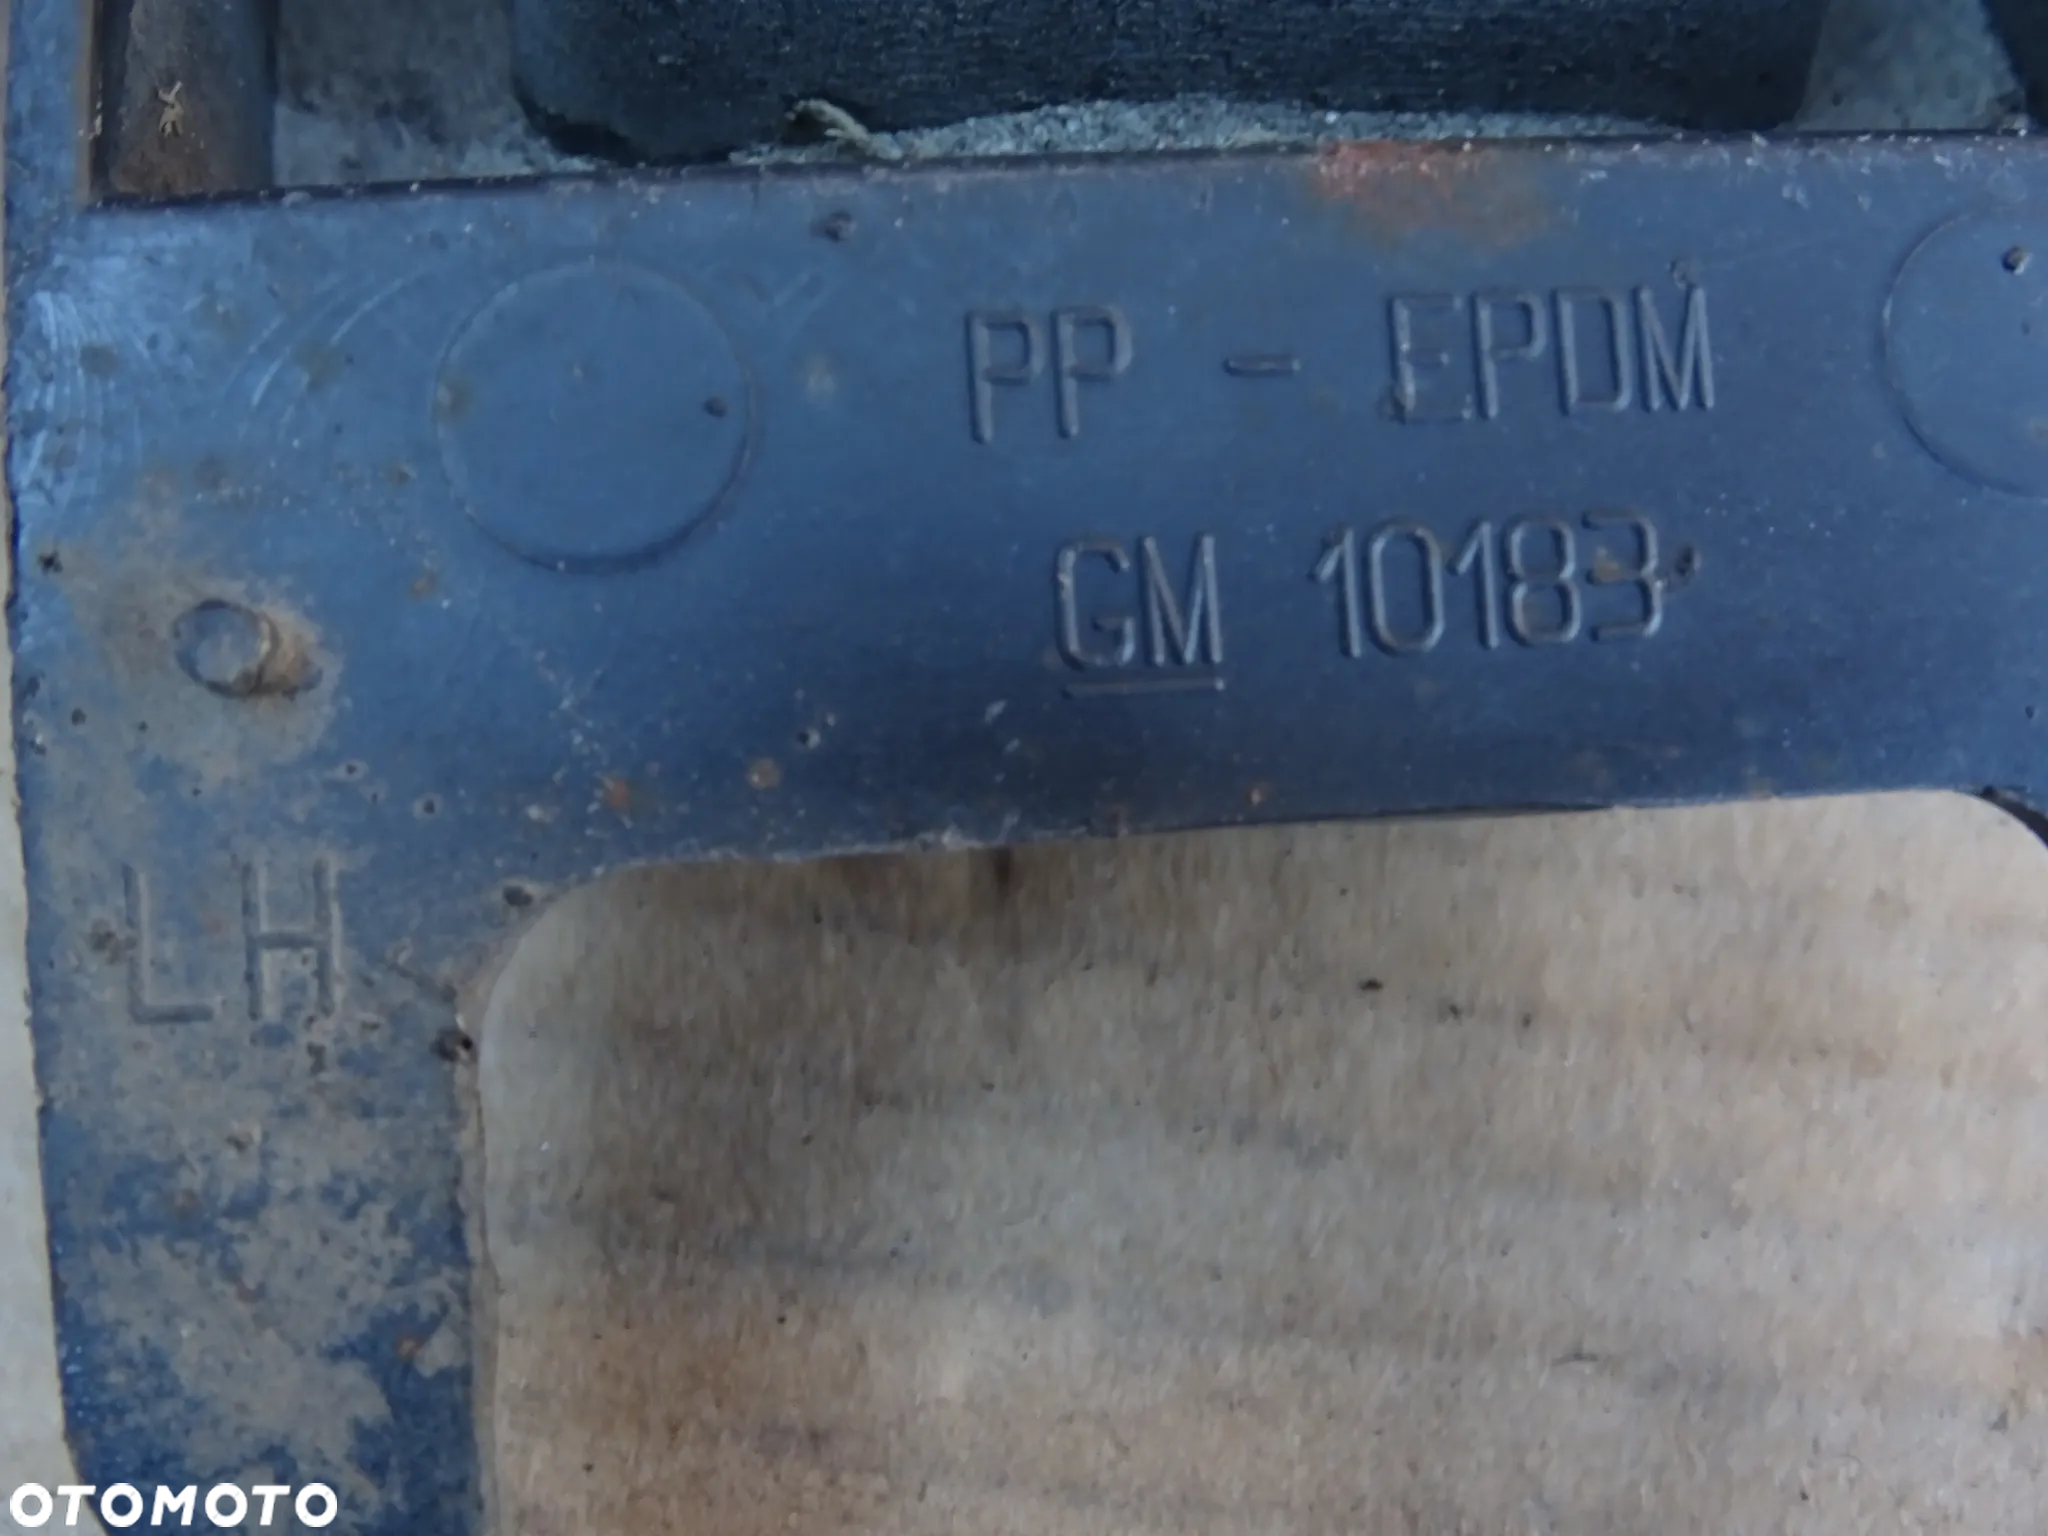 PP - EPDM
GM 10183
LH
OTOMOTO